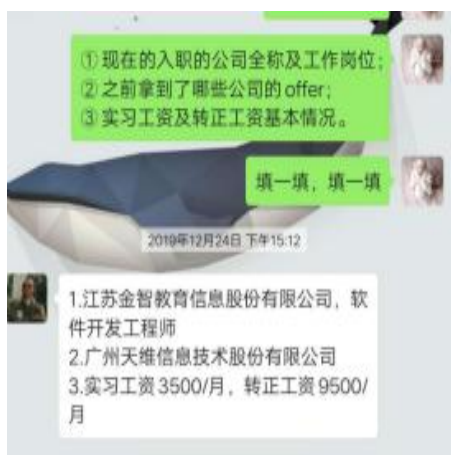 ① 现在的入职的公司全称及工作岗位；
② 之前拿到了哪些公司的offer；
③ 实习工资及转正工资基本情况。
填一填，填一填
2019年12月24日 下午15:12
1.江苏金智教育信息股份有限公司，软
件开发工程师
2.广州天维信息技术股份有限公司
3.实习工资3500/月，转正工资9500/
月